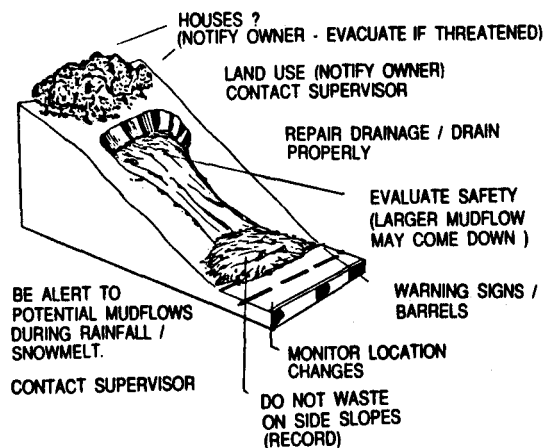 HOUSES ?
(NOTIFY OWNER - EVACUATE IF THREATENED)
LAND USE (NOTIFY OWNER)
CONTACT SUPERVISOR
REPAIR DRAINAGE / DRAIN
PROPERLY
EVALUATE SAFETY
(LARGER MUDFLOW
MAY COME DOWN )
WARNING SIGNS /
BARRELS
BE ALERT TO
POTENTIAL MUDFLOWS
DURING RAINFALL /
SNOWMELT.
CONTACT SUPERVISOR
MONITOR LOCATION
CHANGES
DO NOT WASTE
ON SIDE SLOPES
(RECORD)